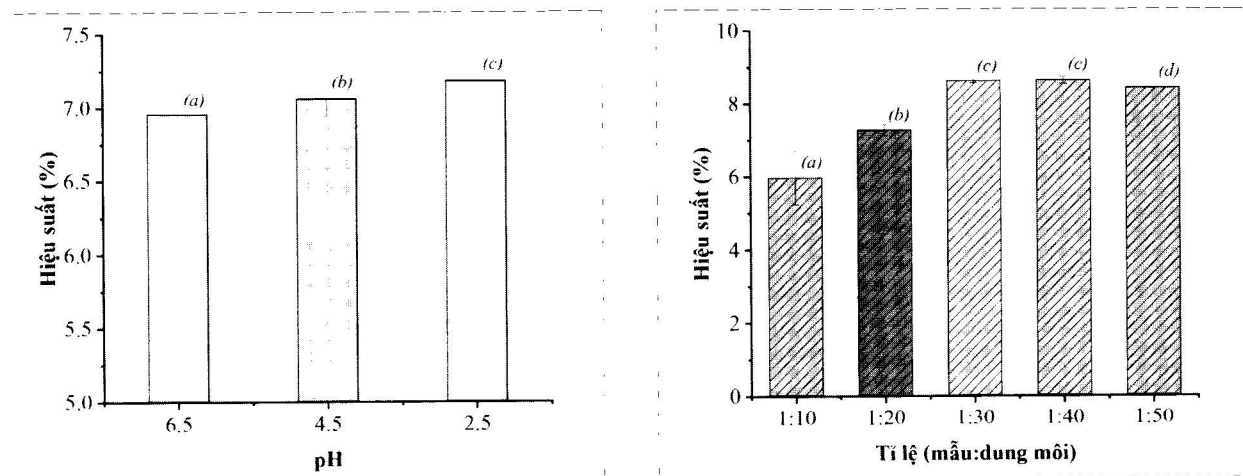 7.5
7.0
6.5
6.0
5.5
5.0
Hiệu suất (%)
(a)
(b)
(c)
6.5
4.5
2.5
pH
10
8
6
4
2
0
Hiệu suất (%)
(a)
(b)
(c)
(c)
(d)
1:10
1:20
1:30
1:40
1:50
Tỉ lệ (mẫu:dung môi)